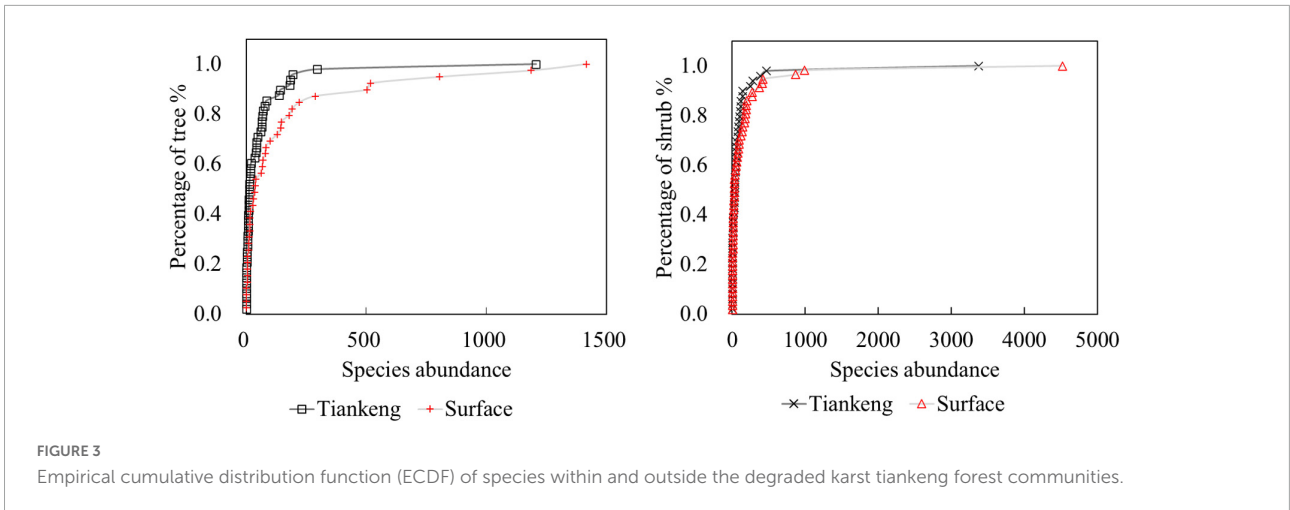 Percentage of tree %
1.0
0.8
0.6
0.4
0.2
0.0
0 500 1000 1500
Species abundance
Tiankeng Surface
Percentage of shrub %
1.0
0.8
0.6
0.4
0.2
0.0
0 1000 2000 3000 4000 5000
Species abundance
Tiankeng Surface
FIGURE 3
Empirical cumulative distribution function (ECDF) of species within and outside the degraded karst tiankeng forest communities.